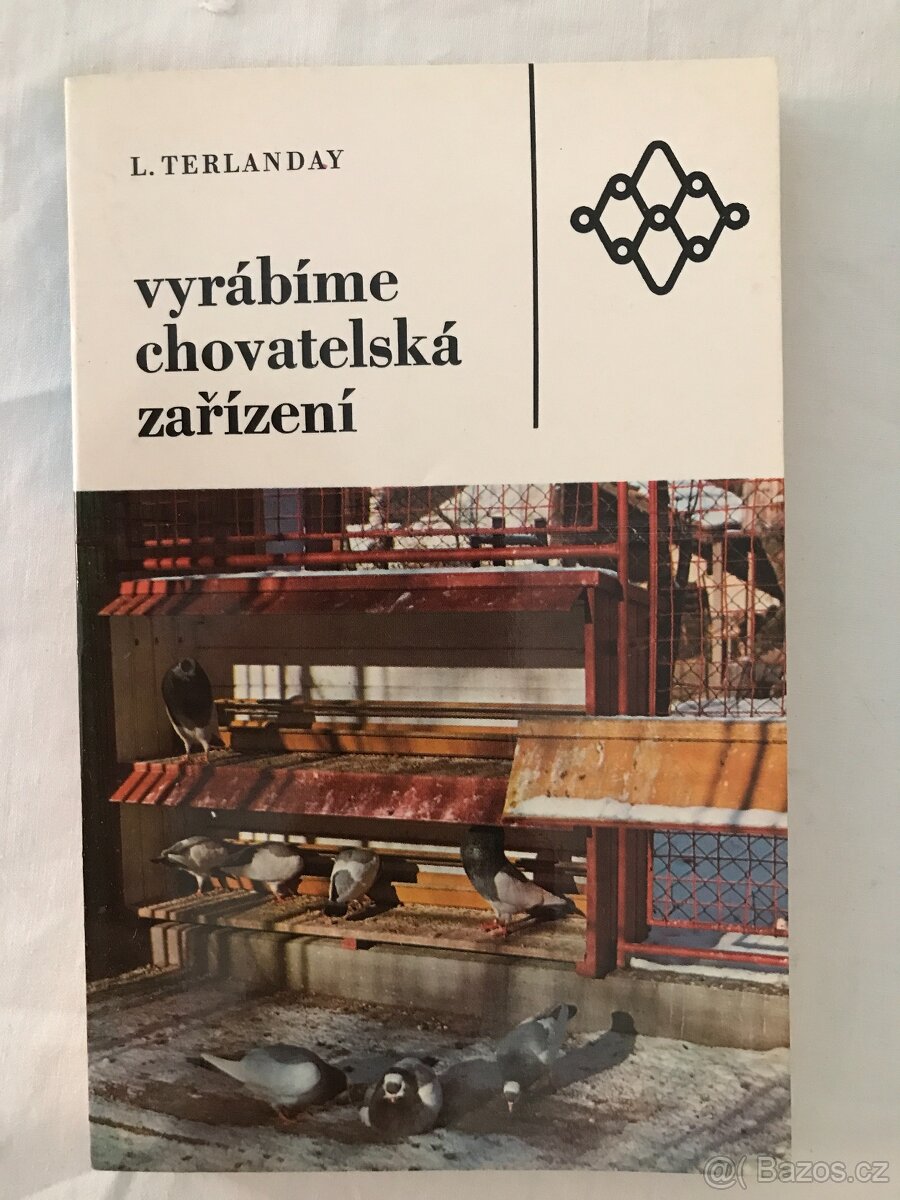 L. TERLANDAY
vyrábíme
chovatelská
zařízení
@( Bazos.cz